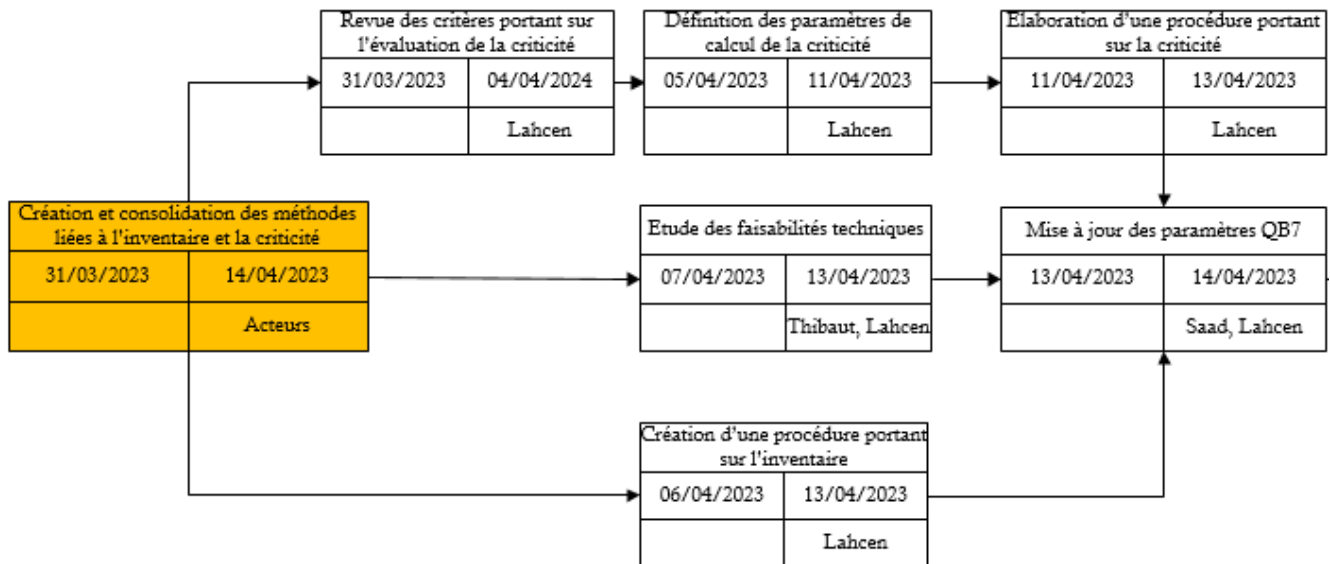 Revue des critères portant sur
l'évaluation de la criticité
31/03/2023 04/04/2024
Lahcen
Définition des paramètres de
calcul de la criticité
05/04/2023 11/04/2023
Lahcen
Elaboration d'une procédure portant
sur la criticité
11/04/2023 13/04/2023
Lahcen
Création et consolidation des méthodes
liées à l'inventaire et la criticité
31/03/2023 14/04/2023
Acteurs
Etude des faisabilités techniques
07/04/2023 13/04/2023
Thibaut, Lahcen
Mise à jour des paramètres QB7
13/04/2023 14/04/2023
Saad, Lahcen
Création d'une procédure portant
sur l'inventaire
06/04/2023 13/04/2023
Lahcen